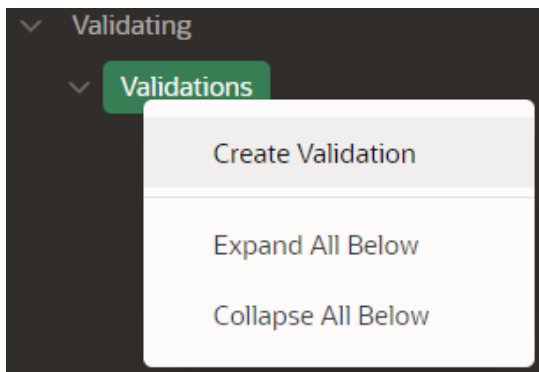 Validating
Validations
Create Validation
Expand All Below
Collapse All Below